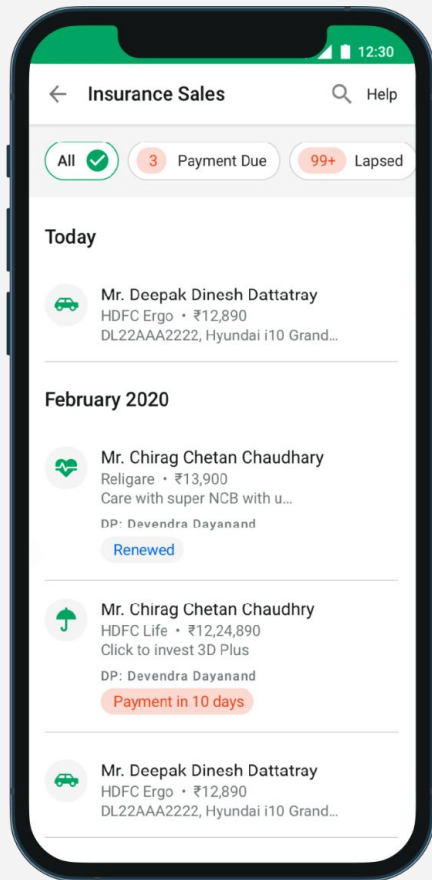 12:30
Insurance Sales Help
All 3 Payment Due 99+ Lapsed
Today
Mr. Deepak Dinesh Dattatray
HDFC Ergo • ₹12,890
DL22AAA2222, Hyundai i10 Grand...
February 2020
Mr. Chirag Chetan Chaudhary
Religare • ₹13,900
Care with super NCB with u...
DP: Devendra Dayanand
Renewed
Mr. Chirag Chetan Chaudhry
HDFC Life • ₹12,24,890
Click to invest 3D Plus
DP: Devendra Dayanand
Payment in 10 days
Mr. Deepak Dinesh Dattatray
HDFC Ergo • ₹12,890
DL22AAA2222, Hyundai i10 Grand...